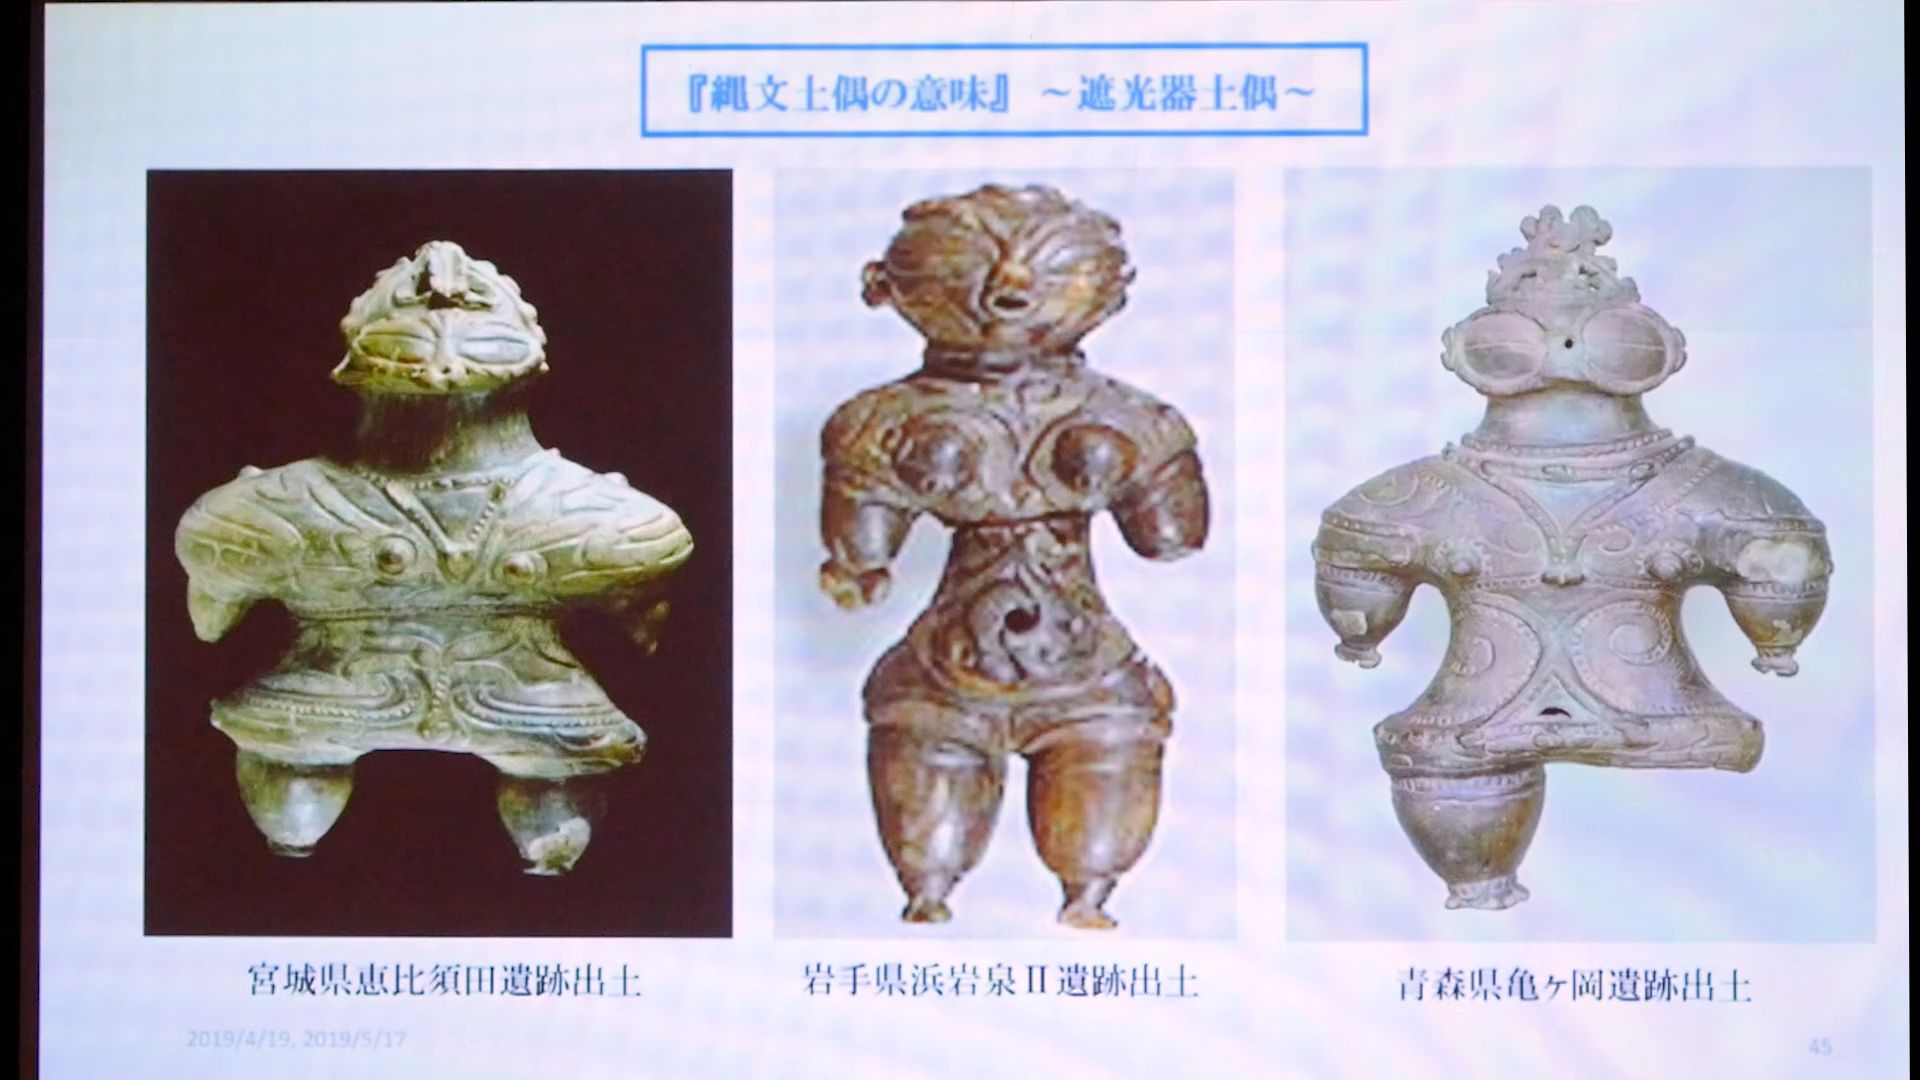 『縄文土偶の意味』 ～遮光器土偶～
宮城県恵比須田遺跡出土
岩手県浜岩泉Ⅱ遺跡出土
青森県亀ヶ岡遺跡出土
2019/4/19, 2019/5/17
45